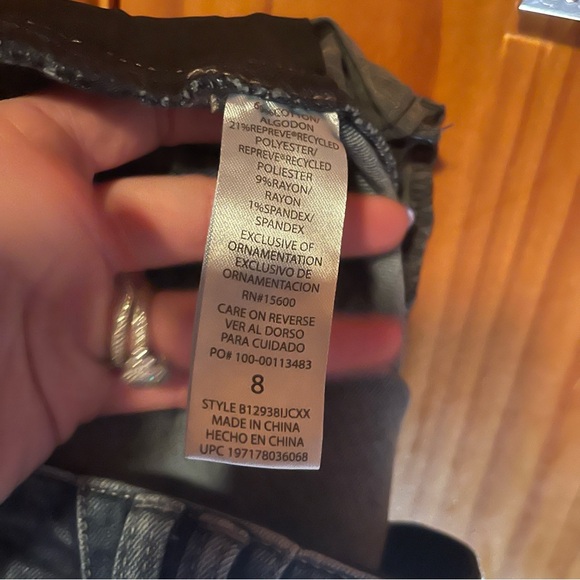 COTTON/
ALGODON
21%REPREVE®RECYCLED
POLYESTER/
REPREVE®RECYCLED
POLIESTER
9%RAYON/
RAYON
1%SPANDEX/
SPANDEX
EXCLUSIVE OF
ORNAMENTATION
EXCLUSIVO DE
ORNAMENTACION
RN#15600
CARE ON REVERSE
VER AL DORSO
PARA CUIDADO
PO# 100-00113483
8
STYLE B12938IJCXX
MADE IN CHINA
HECHO EN CHINA
UPC 197178036068